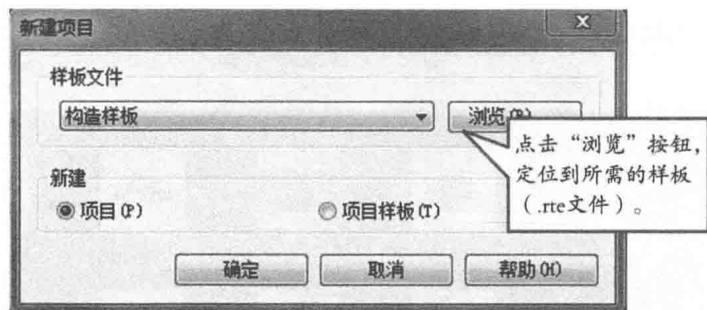 新建项目
样板文件
构造样板
浏览(B)...
点击“浏览”按钮，
定位到所需的样板
（.rte文件）。
新建
项目(P)
项目样板(T)
确定
取消
帮助(H)